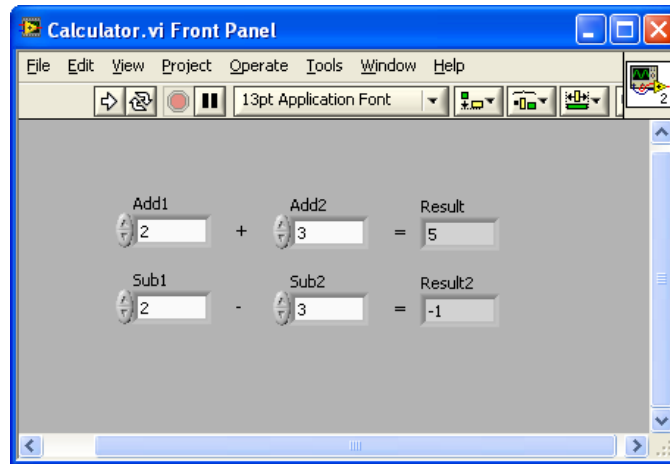 Calculator.vi Front Panel
File Edit View Project Operate Tools Window Help
13pt Application Font
2
Add1 Add2 Result
2 + 3 = 5
Sub1 Sub2 Result2
2 - 3 = -1